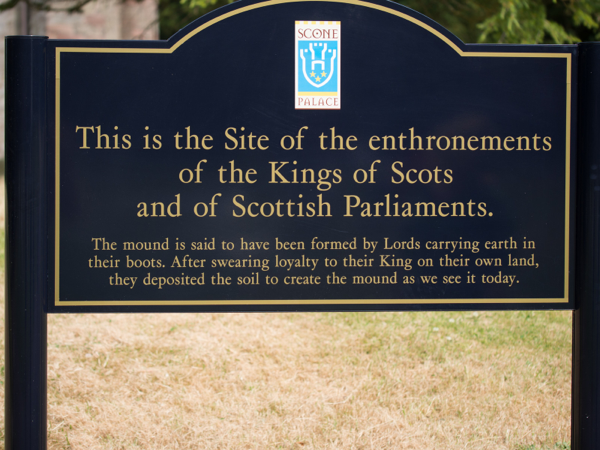 SCONE
PALACE
This is the Site of the enthronements
of the Kings of Scots
and of Scottish Parliaments.
The mound is said to have been formed by Lords carrying earth in
their boots. After swearing loyalty to their King on their own land,
they deposited the soil to create the mound as we see it today.